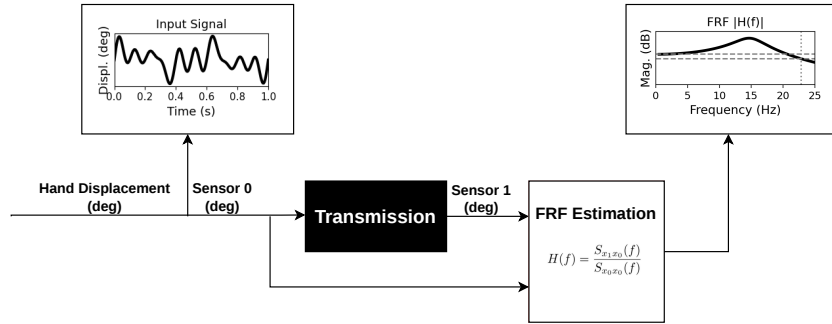 Input Signal
Displ. (deg)
0.0 0.2 0.4 0.6 0.8 1.0
Time (s)
FRF |H(f)|
Mag. (dB)
0 5 10 15 20 25
Frequency (Hz)
Hand Displacement
(deg)
Sensor 0
(deg)
Transmission
Sensor 1
(deg)
FRF Estimation
H(f) = S_{x_1x_0}(f) / S_{x_0x_0}(f)